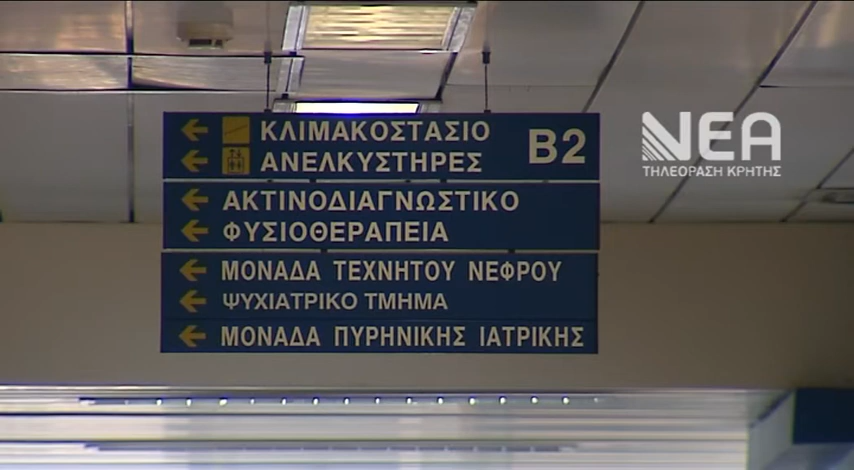 ΚΛΙΜΑΚΟΣΤΑΣΙΟ
ΑΝΕΛΚΥΣΤΗΡΕΣ
B2
ΑΚΤΙΝΟΔΙΑΓΝΩΣΤΙΚΟ
ΦΥΣΙΟΘΕΡΑΠΕΙΑ
ΜΟΝΑΔΑ ΤΕΧΝΗΤΟΥ ΝΕΦΡΟΥ
ΨΥΧΙΑΤΡΙΚΟ ΤΜΗΜΑ
ΜΟΝΑΔΑ ΠΥΡΗΝΙΚΗΣ ΙΑΤΡΙΚΗΣ
ΝΕΑ
ΤΗΛΕΟΡΑΣΗ ΚΡΗΤΗΣ